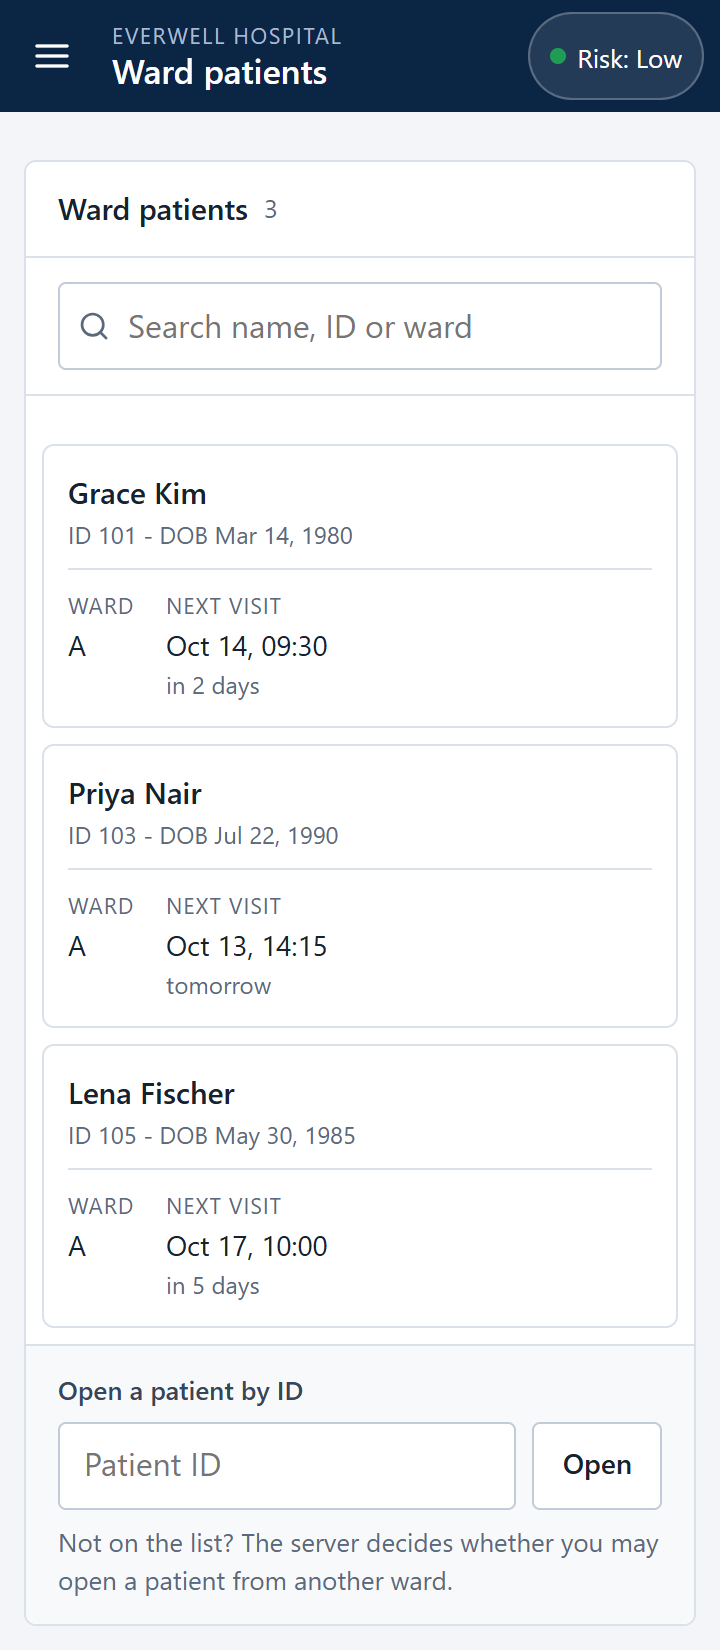 EVERWELL HOSPITAL
Ward patients
Risk: Low
Ward patients 3
Search name, ID or ward
Grace Kim
ID 101 - DOB Mar 14, 1980
WARD NEXT VISIT
A Oct 14, 09:30
in 2 days
Priya Nair
ID 103 - DOB Jul 22, 1990
WARD NEXT VISIT
A Oct 13, 14:15
tomorrow
Lena Fischer
ID 105 - DOB May 30, 1985
WARD NEXT VISIT
A Oct 17, 10:00
in 5 days
Open a patient by ID
Patient ID Open
Not on the list? The server decides whether you may
open a patient from another ward.